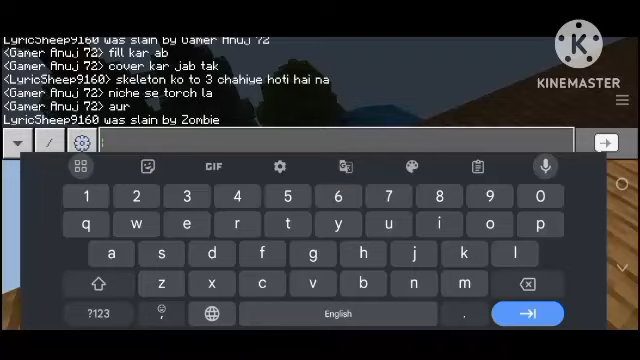 LyricSheep9160 was slain by Gamer Anuj 72
<Gamer Anuj 72> fill kar ab
<Gamer Anuj 72> cover kar jab tak
<LyricSheep9160> skeleton ko to 3 chahiye hoti hai na
<Gamer Anuj 72> niche se torch la
<Gamer Anuj 72> aur
LyricSheep9160 was slain by Zombie
K
KINEMASTER
/
GIF
1 2 3 4 5 6 7 8 9 0
q w e r t y u i o p
a s d f g h j k l
z x c v b n m
?123 , English .